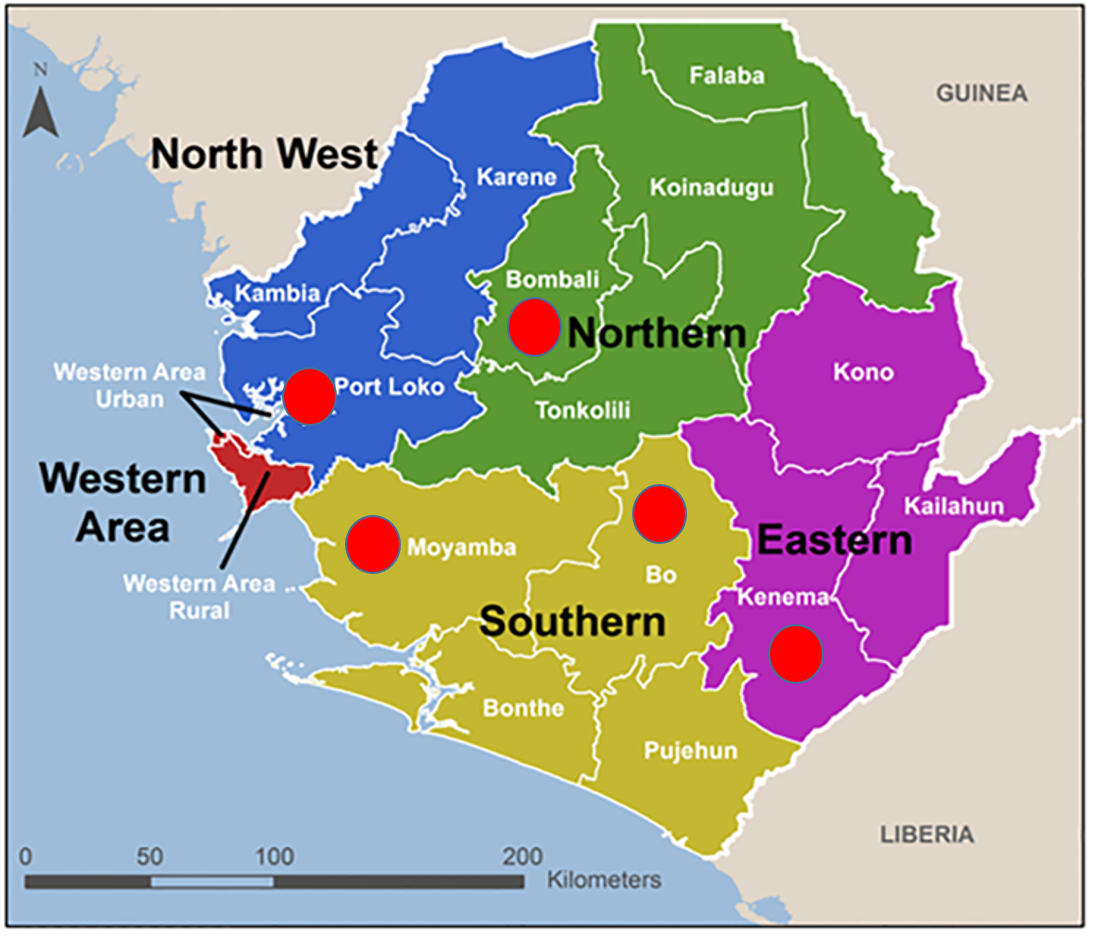 N
Falaba
GUINEA
North West
Karene
Koinadugu
Bombali
Kambia
Northern
Western Area
Urban
Port Loko
Kono
Tonkolili
Western
Area
Kailahun
Eastern
Moyamba
Bo
Western Area
Rural
Kenema
Southern
Bonthe
Pujehun
LIBERIA
0 50 100 200
Kilometers